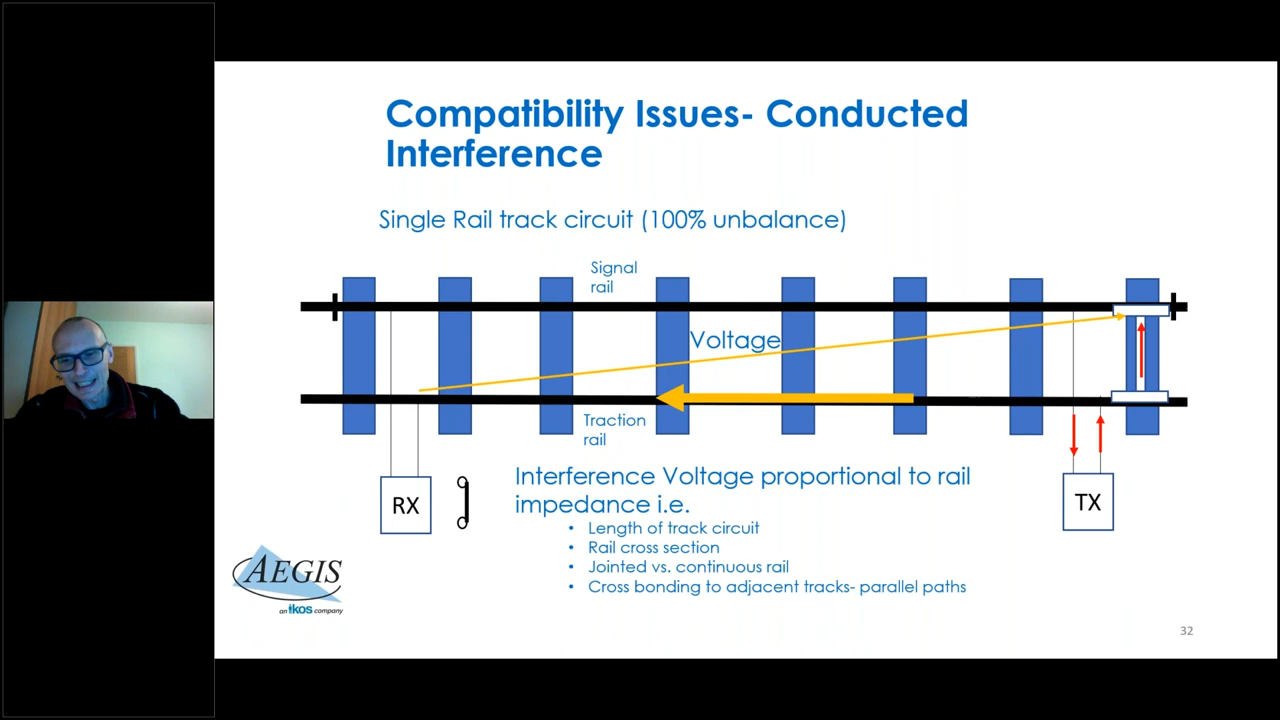 Compatibility Issues- Conducted
Interference
Single Rail track circuit (100% unbalance)
Signal
rail
Voltage
Traction
rail
RX
TX
Interference Voltage proportional to rail
impedance i.e.
• Length of track circuit
• Rail cross section
• Jointed vs. continuous rail
• Cross bonding to adjacent tracks- parallel paths
AEGIS
an ikos company
32